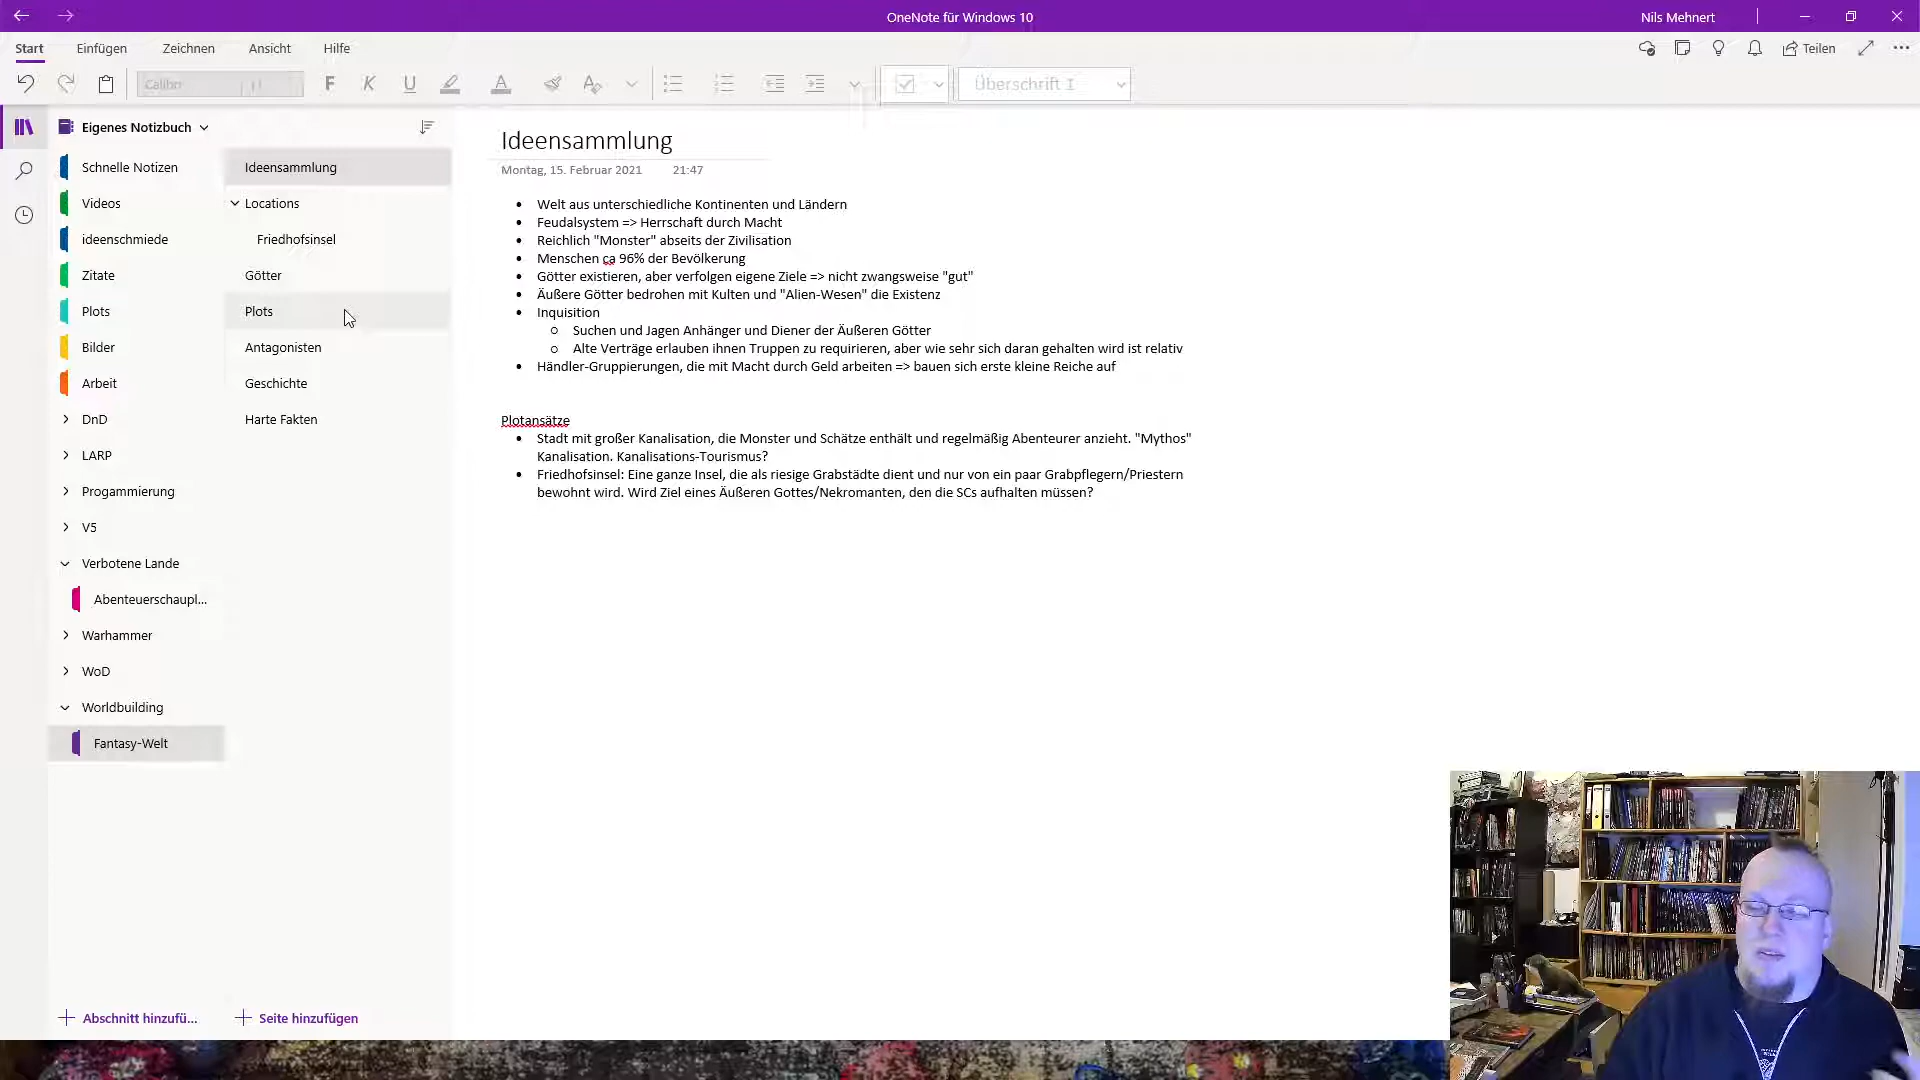 OneNote für Windows 10
Nils Mehnert
Start
Einfügen
Zeichnen
Ansicht
Hilfe
Teilen
Calibri
F
K
U
A
Überschrift 1
Eigenes Notizbuch
Schnelle Notizen
Videos
ideenschmiede
Zitate
Plots
Bilder
Arbeit
DnD
LARP
Progammierung
V5
Verbotene Lande
Abenteuerschaupl...
Warhammer
WoD
Worldbuilding
Fantasy-Welt
Abschnitt hinzufü...
Ideensammlung
Locations
Friedhofsinsel
Götter
Plots
Antagonisten
Geschichte
Harte Fakten
Seite hinzufügen
Ideensammlung
Montag, 15. Februar 2021 21:47
• Welt aus unterschiedliche Kontinenten und Ländern
• Feudalsystem => Herrschaft durch Macht
• Reichlich "Monster" abseits der Zivilisation
• Menschen ca 96% der Bevölkerung
• Götter existieren, aber verfolgen eigene Ziele => nicht zwangsweise "gut"
• Äußere Götter bedrohen mit Kulten und "Alien-Wesen" die Existenz
• Inquisition
○ Suchen und Jagen Anhänger und Diener der Äußeren Götter
○ Alte Verträge erlauben ihnen Truppen zu requirieren, aber wie sehr sich daran gehalten wird ist relativ
• Händler-Gruppierungen, die mit Macht durch Geld arbeiten => bauen sich erste kleine Reiche auf
Plotansätze
• Stadt mit großer Kanalisation, die Monster und Schätze enthält und regelmäßig Abenteurer anzieht. "Mythos"
Kanalisation. Kanalisations-Tourismus?
• Friedhofsinsel: Eine ganze Insel, die als riesige Grabstädte dient und nur von ein paar Grabpflegern/Priestern
bewohnt wird. Wird Ziel eines Äußeren Gottes/Nekromanten, den die SCs aufhalten müssen?